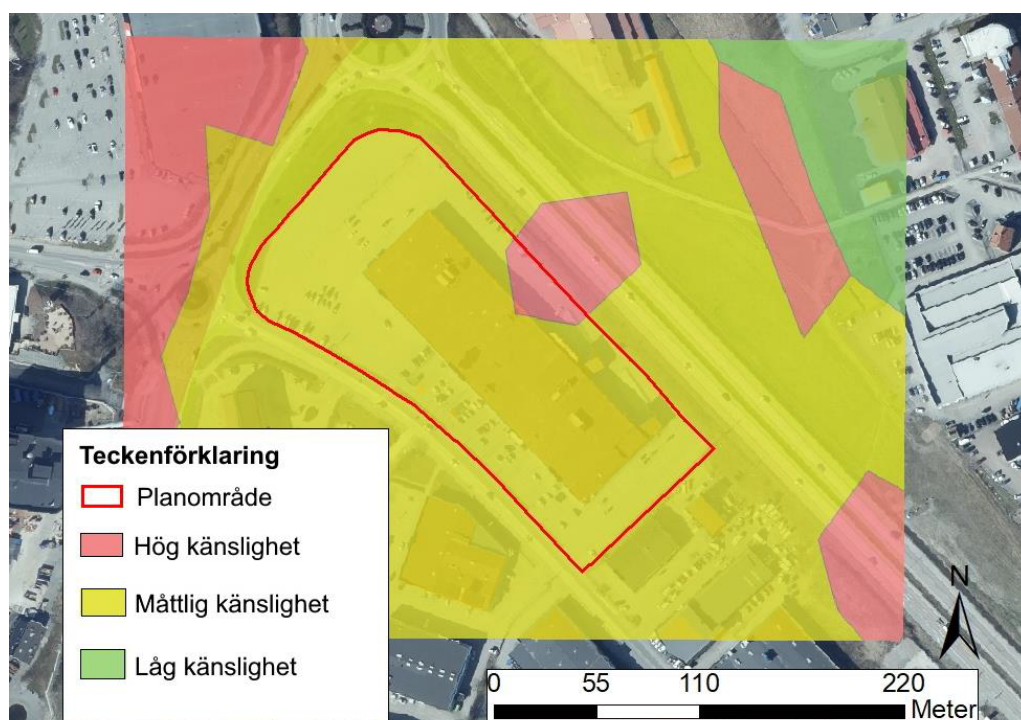 Teckenförklaring
Planområde
Hög känslighet
Måttlig känslighet
Låg känslighet
N
0 55 110 220
Meter